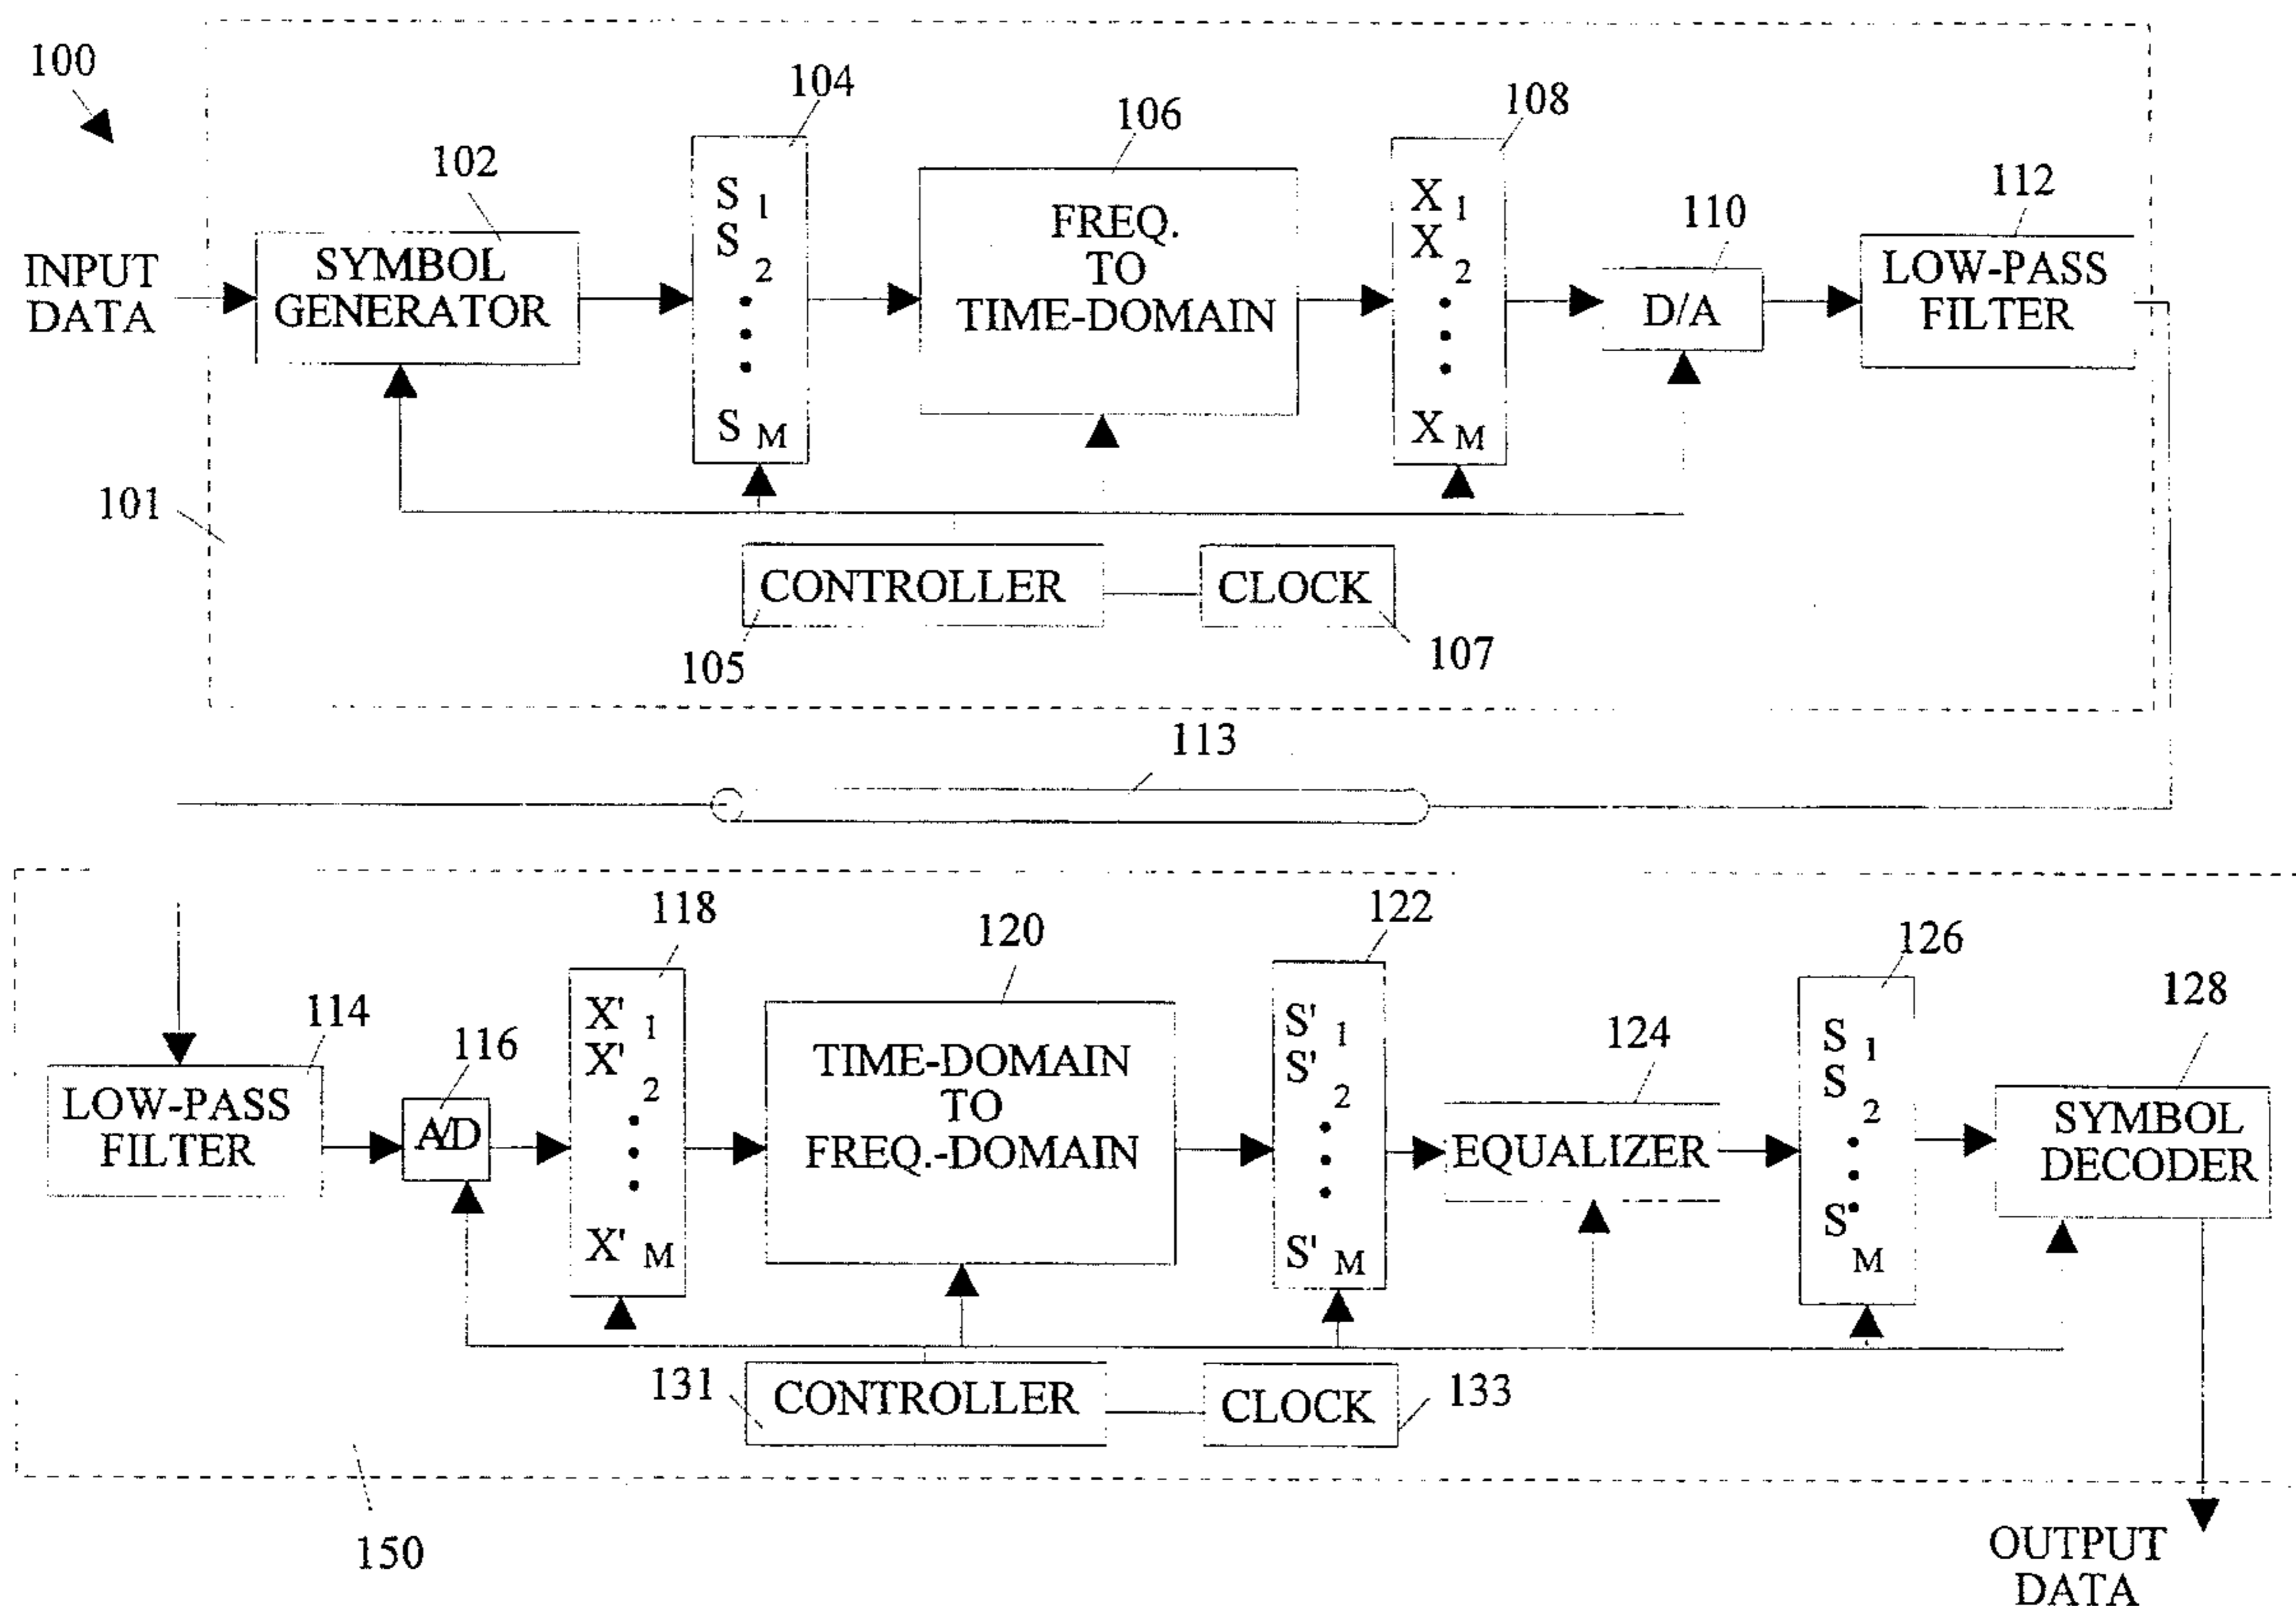 100
104
106
108
102
112
110
INPUT
DATA
SYMBOL
GENERATOR
S 1
S 2
S M
FREQ.
TO
TIME-DOMAIN
X 1
X 2
X M
D/A
LOW-PASS
FILTER
101
CONTROLLER
CLOCK
105
107
113
118
120
122
126
114
116
124
128
LOW-PASS
FILTER
A/D
X' 1
X' 2
X' M
TIME-DOMAIN
TO
FREQ.-DOMAIN
S' 1
S' 2
S' M
EQUALIZER
S 1
S 2
S M
SYMBOL
DECODER
131
CONTROLLER
CLOCK
133
150
OUTPUT
DATA